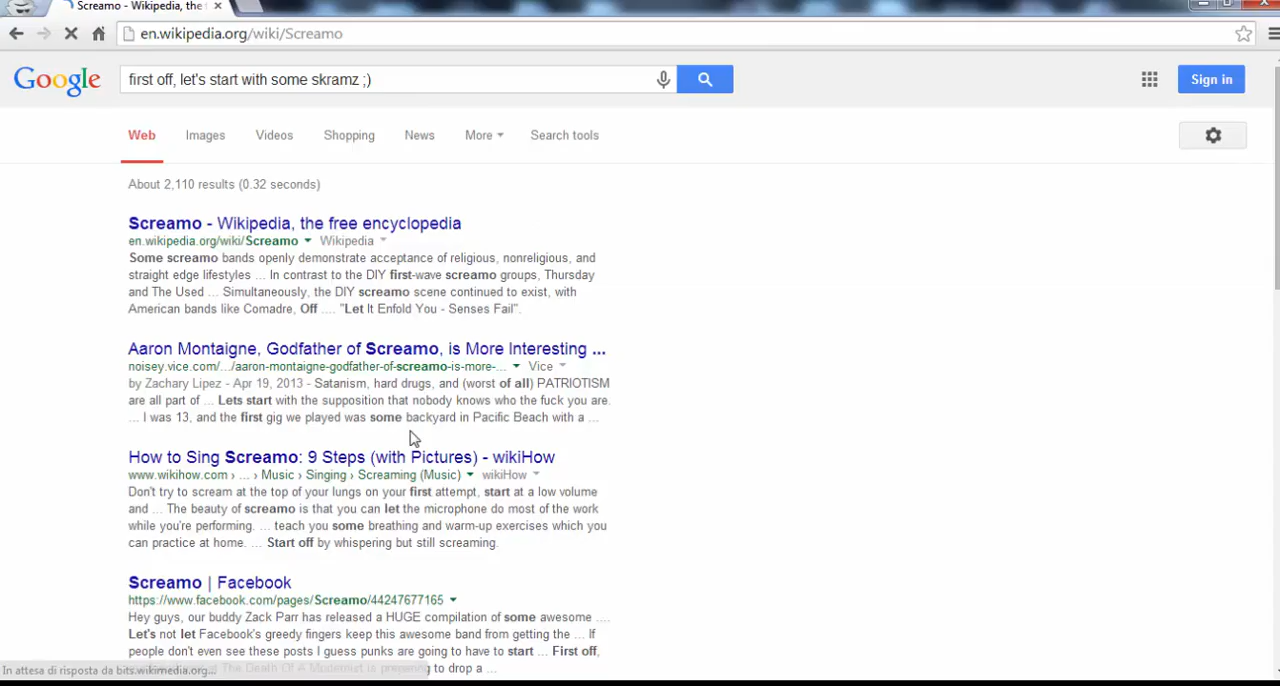 Screamo - Wikipedia, the
en.wikipedia.org/wiki/Screamo
Google
first off, let's start with some skramz ;)
Sign in
Web Images Videos Shopping News More Search tools
About 2,110 results (0.32 seconds)
Screamo - Wikipedia, the free encyclopedia
en.wikipedia.org/wiki/Screamo Wikipedia
Some screamo bands openly demonstrate acceptance of religious, nonreligious, and
straight edge lifestyles ... In contrast to the DIY first-wave screamo groups, Thursday
and The Used ... Simultaneously, the DIY screamo scene continued to exist, with
American bands like Comadre, Off .... "Let It Enfold You - Senses Fail".
Aaron Montaigne, Godfather of Screamo, is More Interesting ...
noisey.vice.com/.../aaron-montaigne-godfather-of-screamo-is-more-... Vice
by Zachary Lipez - Apr 19, 2013 - Satanism, hard drugs, and (worst of all) PATRIOTISM
are all part of ... Lets start with the supposition that nobody knows who the fuck you are.
... I was 13, and the first gig we played was some backyard in Pacific Beach with a ...
How to Sing Screamo: 9 Steps (with Pictures) - wikiHow
www.wikihow.com › ... › Music › Singing › Screaming (Music) wikiHow
Don't try to scream at the top of your lungs on your first attempt, start at a low volume
and ... The beauty of screamo is that you can let the microphone do most of the work
while you're performing. ... teach you some breathing and warm-up exercises which you
can practice at home. ... Start off by whispering but still screaming.
Screamo | Facebook
https://www.facebook.com/pages/Screamo/44247677165
Hey guys, our buddy Zack Parr has released a HUGE compilation of some awesome ....
Let's not let Facebook's greedy fingers keep this awesome band from getting the ... If
people don't even see these posts I guess punks are going to have to start ... First off,
At The Death Of A Modernist is preparing to drop a ...
In attesa di risposta da bits.wikimedia.org...